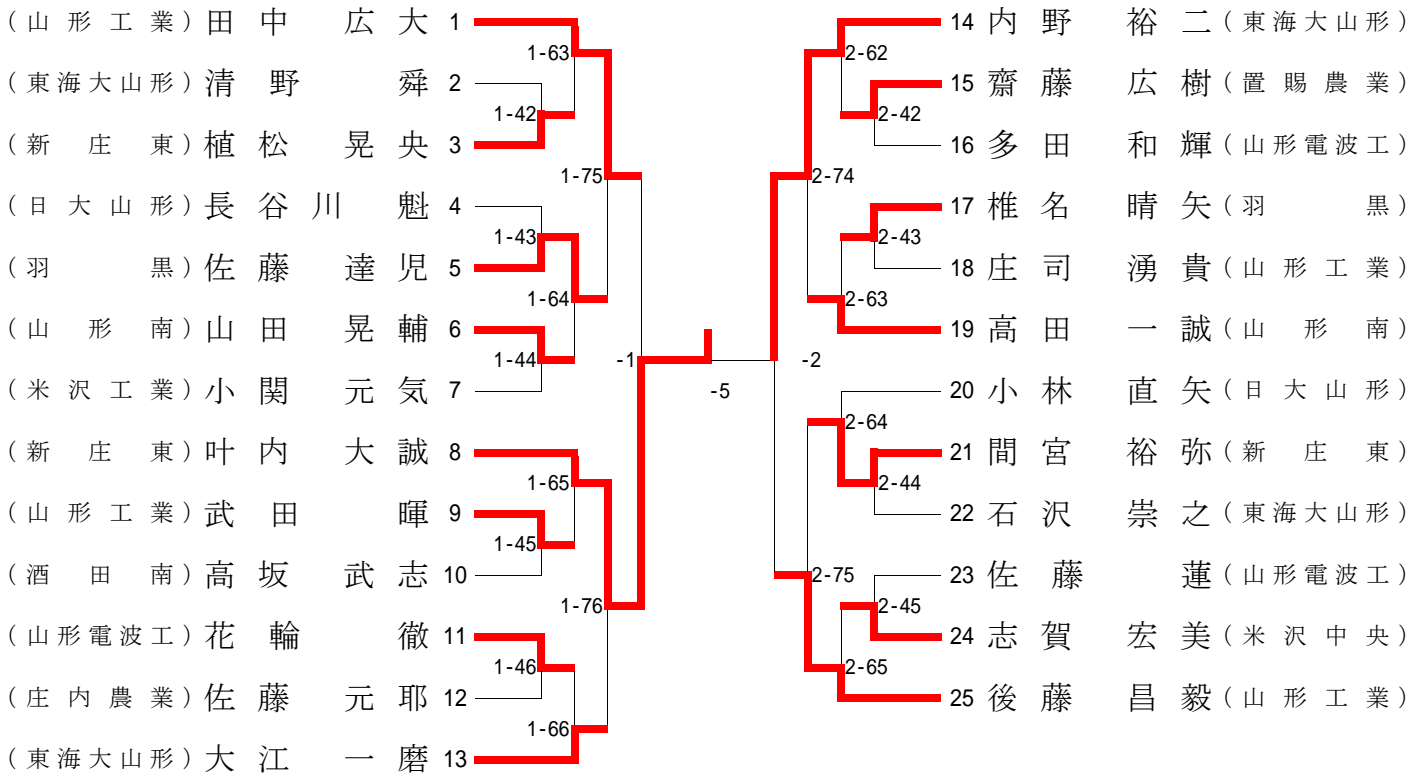 (山形工業) 田中 広大 1
(東海大山形) 清野 舜 2
(新庄東) 植松 晃央 3
(日大山形) 長谷川 魁 4
(羽黒) 佐藤 達児 5
(山形南) 山田 晃輔 6
(米沢工業) 小関 元気 7
(新庄東) 叶内 大誠 8
(山形工業) 武田 暉 9
(酒田南) 高坂 武志 10
(山形電波工) 花輪 徹 11
(庄内農業) 佐藤 元耶 12
(東海大山形) 大江 一磨 13
1-63
1-42
1-75
1-43
1-64
1-44
1-65
1-45
1-76
1-46
1-66
-1
-5
-2
2-62
2-42
2-74
2-43
2-63
2-64
2-44
2-75
2-45
2-65
14 内野 裕二 (東海大山形)
15 齋藤 広樹 (置賜農業)
16 多田 和輝 (山形電波工)
17 椎名 晴矢 (羽黒)
18 庄司 湧貴 (山形工業)
19 高田 一誠 (山形南)
20 小林 直矢 (日大山形)
21 間宮 裕弥 (新庄東)
22 石沢 崇之 (東海大山形)
23 佐藤 蓮 (山形電波工)
24 志賀 宏美 (米沢中央)
25 後藤 昌毅 (山形工業)